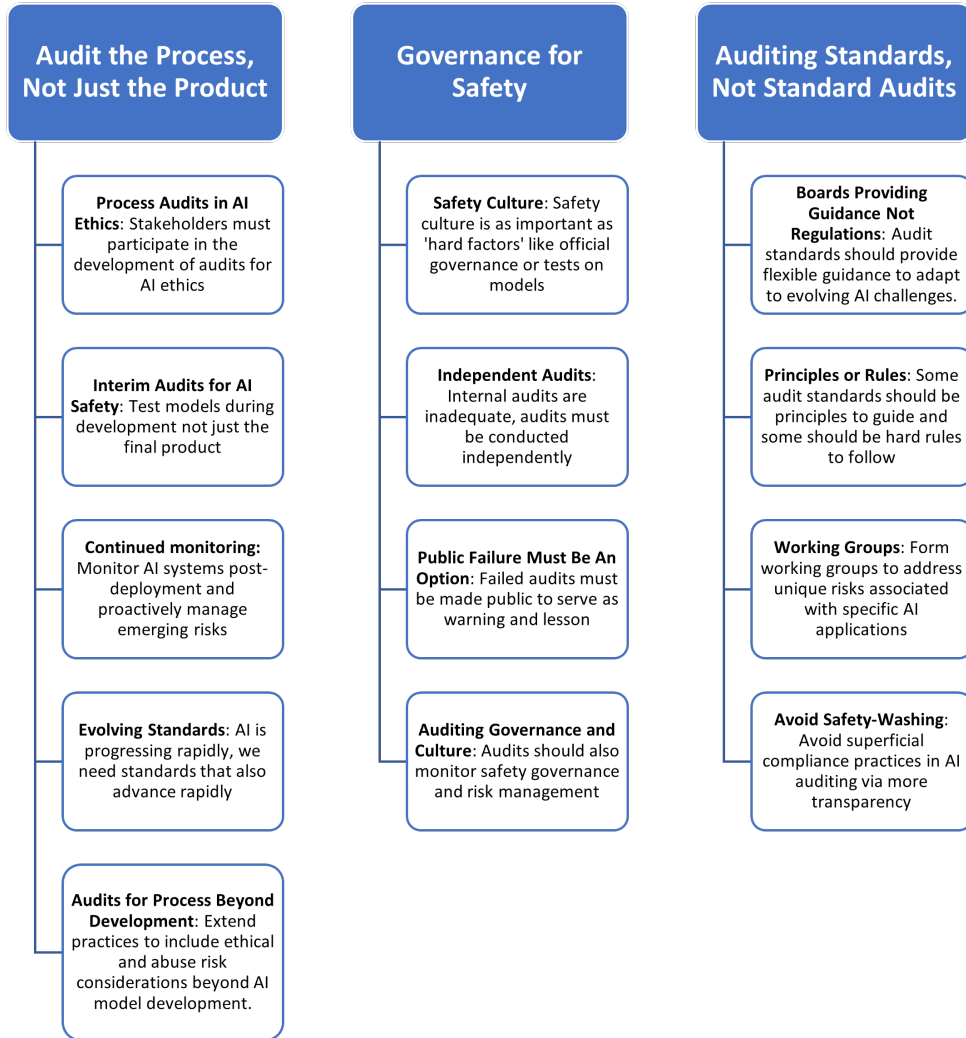 Audit the Process,
Not Just the Product
Process Audits in AI
Ethics: Stakeholders must
participate in the
development of audits for
AI ethics
Interim Audits for AI
Safety: Test models during
development not just the
final product
Continued monitoring:
Monitor AI systems post-
deployment and
proactively manage
emerging risks
Evolving Standards: AI is
progressing rapidly, we
need standards that also
advance rapidly
Audits for Process Beyond
Development: Extend
practices to include ethical
and abuse risk
considerations beyond AI
model development.
Governance for
Safety
Safety Culture: Safety
culture is as important as
'hard factors' like official
governance or tests on
models
Independent Audits:
Internal audits are
inadequate, audits must
be conducted
independently
Public Failure Must Be An
Option: Failed audits must
be made public to serve as
warning and lesson
Auditing Governance and
Culture: Audits should also
monitor safety governance
and risk management
Auditing Standards,
Not Standard Audits
Boards Providing
Guidance Not
Regulations: Audit
standards should provide
flexible guidance to adapt
to evolving AI challenges.
Principles or Rules: Some
audit standards should be
principles to guide and
some should be hard rules
to follow
Working Groups: Form
working groups to address
unique risks associated
with specific AI
applications
Avoid Safety-Washing:
Avoid superficial
compliance practices in AI
auditing via more
transparency